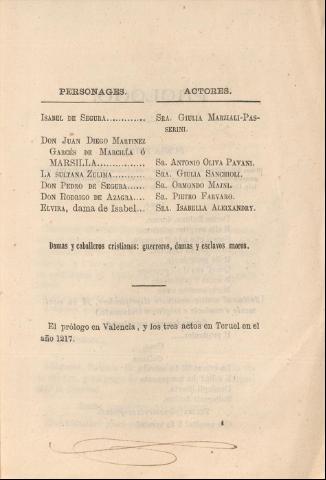 PERSONAGES. ACTORES.
ISABEL DE SEGURA............ SRA. GIULIA MARZIALI-PAS-
SERINI.
DON JUAN DIEGO MARTINEZ
GARCÉS DE MARCILLA Ó
MARSILLA............ SR. ANTONIO OLIVA PAVANI.
LA SULTANA ZULIMA.......... SRA. GIULIA SANCHIOLI.
DON PEDRO DE SEGURA...... SR. ORMONDO MAINI.
DON RODRIGO DE AZAGRA.... SR. PIETRO FARVARO.
ELVIRA, dama de Isabel... SRA. ISABELLA ALEIXANDRY.
Damas y caballeros cristianos: guerreros, damas y esclavos moros.
El prólogo en Valencia, y los tres actos en Teruel en el
año 1217.